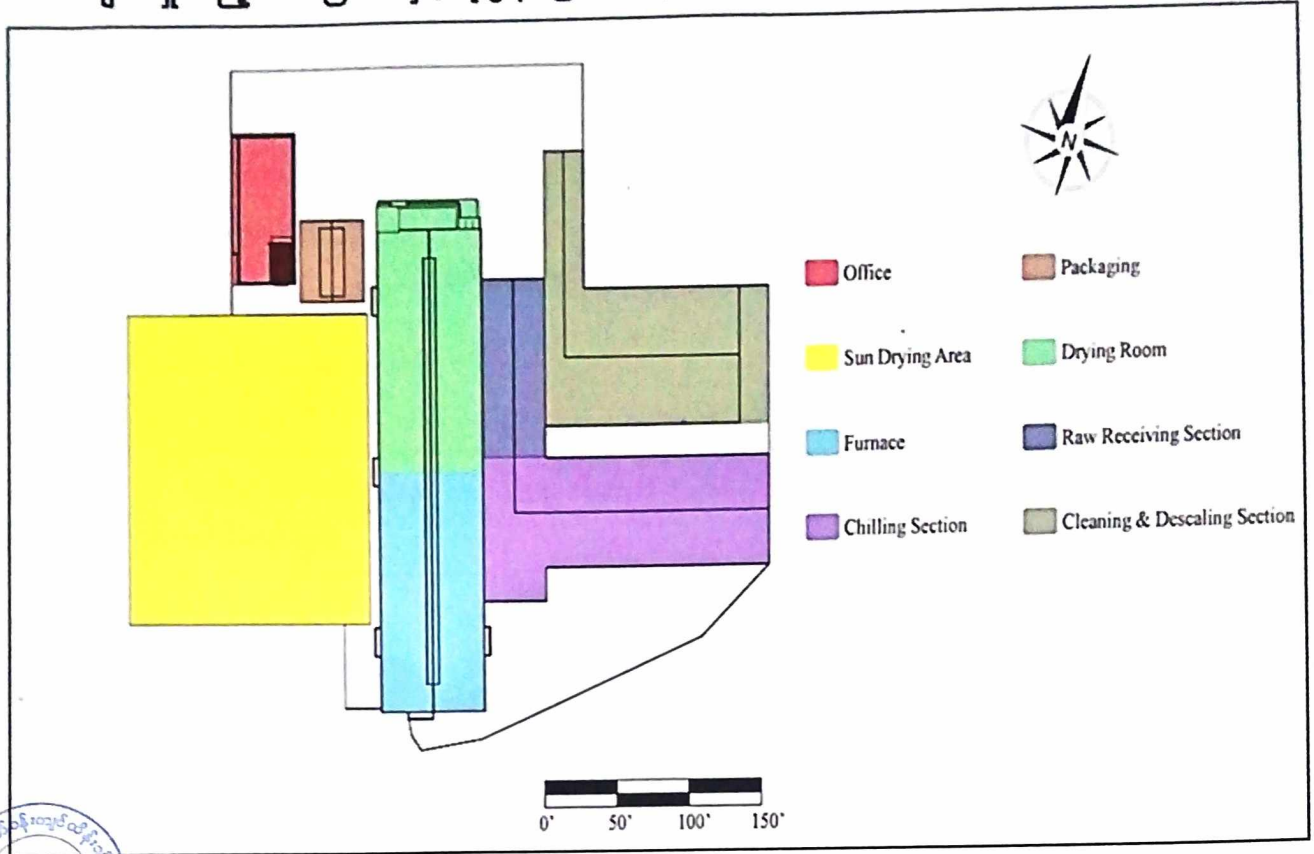 N
Office
Packaging
Sun Drying Area
Drying Room
Furnace
Raw Receiving Section
Chilling Section
Cleaning & Descaling Section
0' 50' 100' 150'